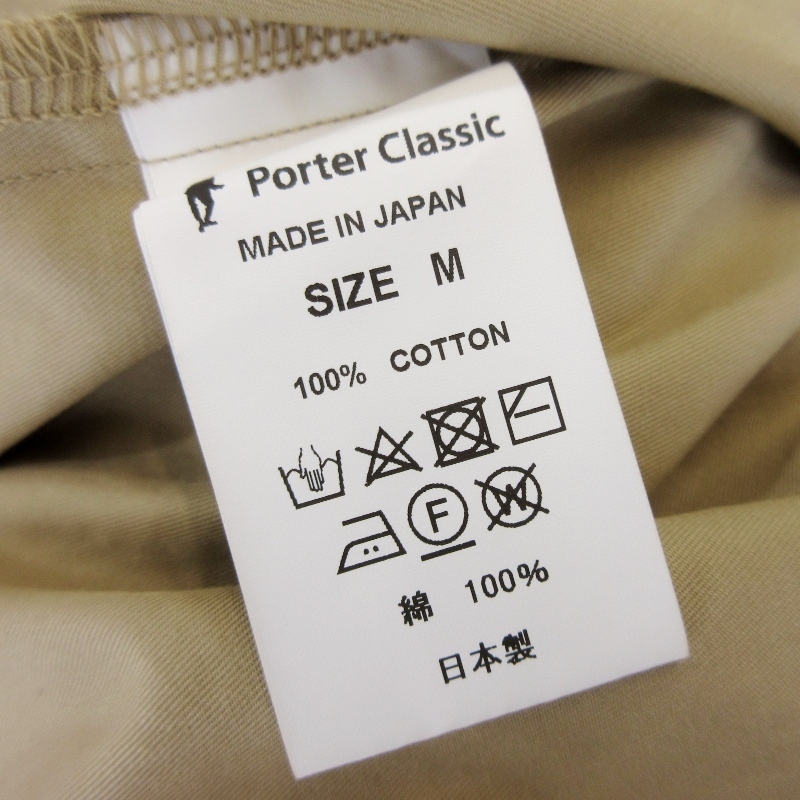 Porter Classic
MADE IN JAPAN
SIZE M
100% COTTON
F W
綿 100%
日本製